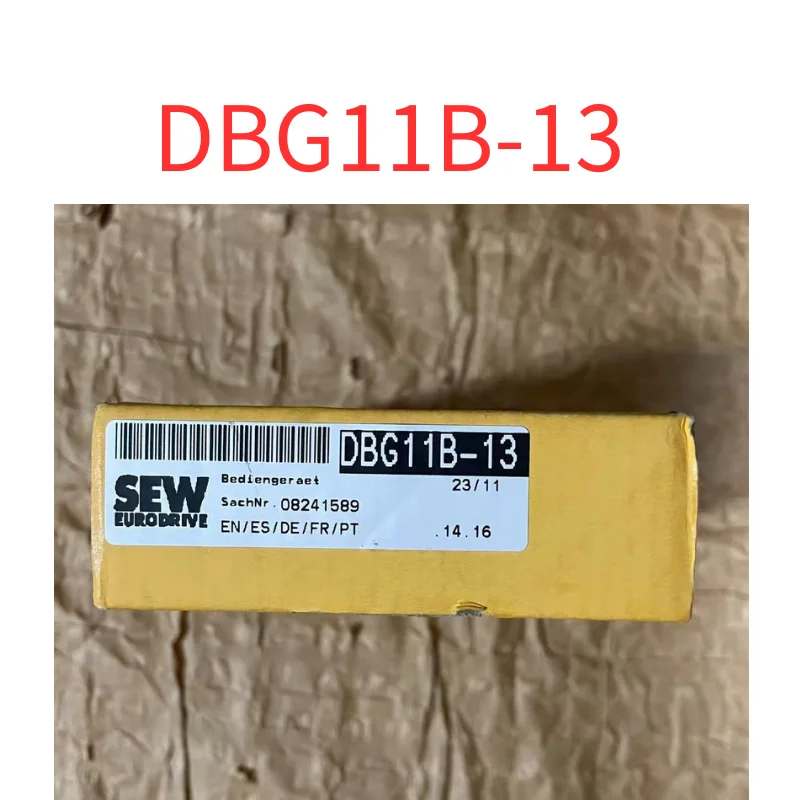 DBG11B-13
DBG11B-13
SEW
EURODRIVE
Bediengeraet 23/11
SachNr. 08241589
EN/ES/DE/FR/PT .14.16